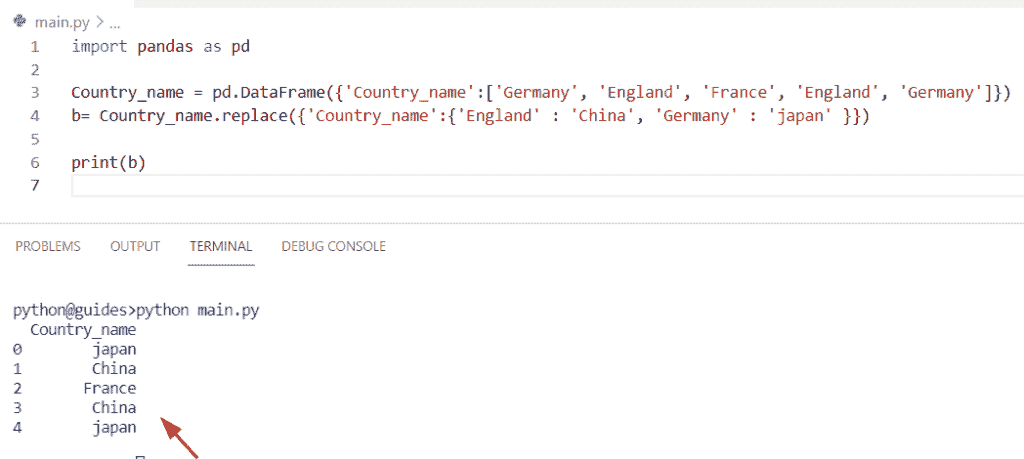 main.py > ...
1 import pandas as pd
2
3 Country_name = pd.DataFrame({'Country_name':['Germany', 'England', 'France', 'England', 'Germany']})
4 b= Country_name.replace({'Country_name':{'England' : 'China', 'Germany' : 'japan' }})
5
6 print(b)
7
PROBLEMS OUTPUT TERMINAL DEBUG CONSOLE
python@guides>python main.py
Country_name
0 japan
1 China
2 France
3 China
4 japan